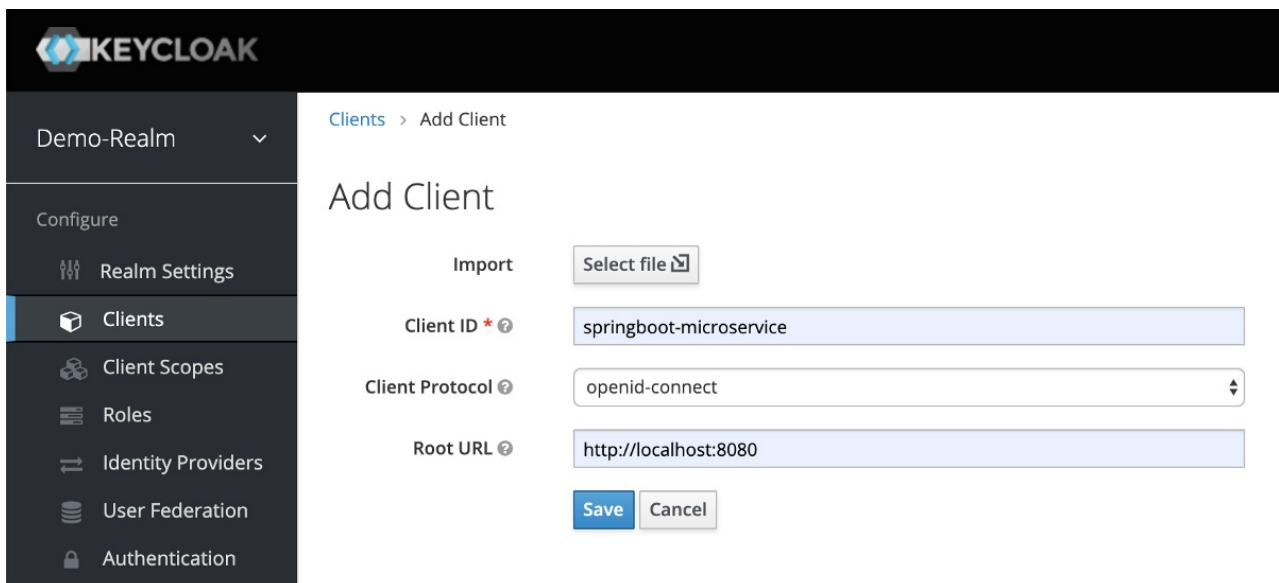 KEYCLOAK
Demo-Realm
Configure
Realm Settings
Clients
Client Scopes
Roles
Identity Providers
User Federation
Authentication
Clients > Add Client
Add Client
Import Select file
Client ID * springboot-microservice
Client Protocol openid-connect
Root URL http://localhost:8080
Save Cancel